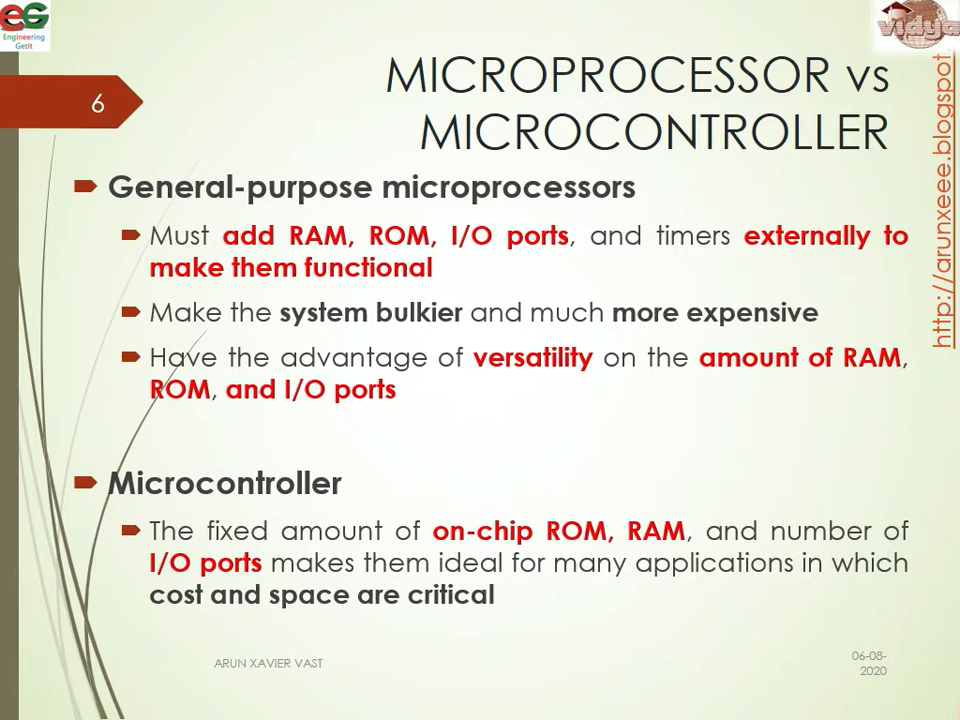 eG
Engineering
Getit
vidya
6
MICROPROCESSOR vs
MICROCONTROLLER
http://arunxeee.blogspot.
General-purpose microprocessors
Must add RAM, ROM, I/O ports, and timers externally to
make them functional
Make the system bulkier and much more expensive
Have the advantage of versatility on the amount of RAM,
ROM, and I/O ports
Microcontroller
The fixed amount of on-chip ROM, RAM, and number of
I/O ports makes them ideal for many applications in which
cost and space are critical
ARUN XAVIER VAST
06-08-
2020